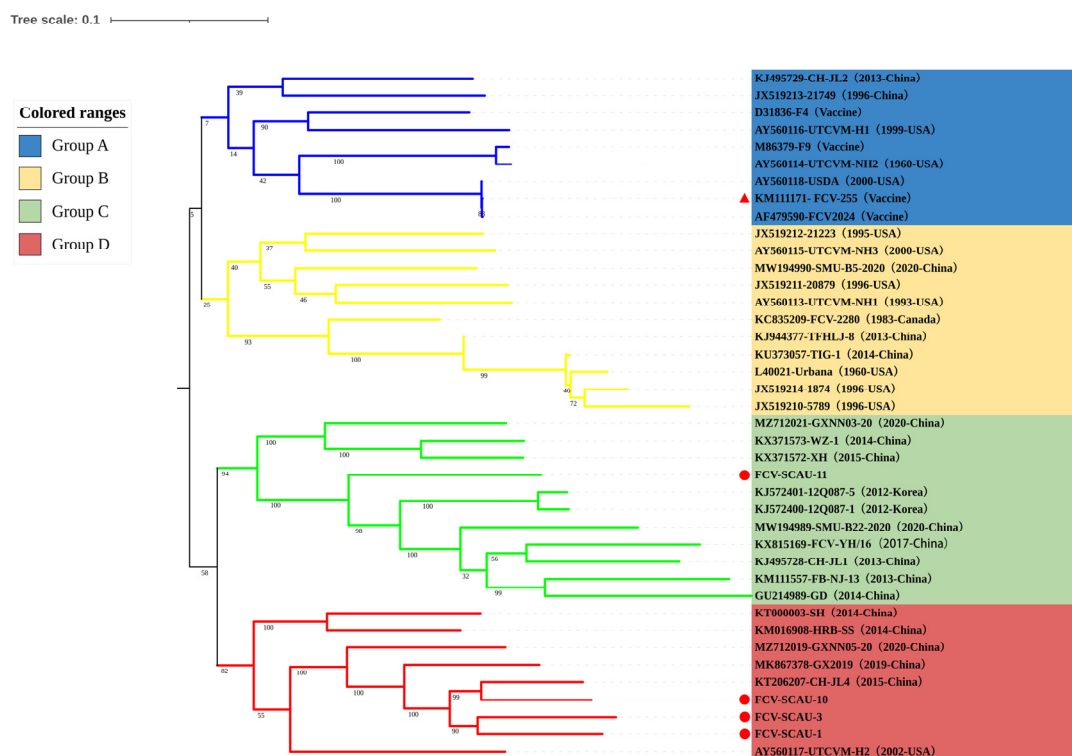 Tree scale: 0.1
Colored ranges
Group A
Group B
Group C
Group D
KJ495729-CH-JL2（2013-China）
39
JX519213-21749（1996-China）
7
D31836-F4（Vaccine）
90
AY560116-UTCVM-H1（1999-USA）
14
M86379-F9（Vaccine）
100
AY560114-UTCVM-NH2（1960-USA）
42
AY560118-USDA（2000-USA）
100
KM111171- FCV-255（Vaccine）
83
AF479590-FCV2024（Vaccine）
5
JX519212-21223（1995-USA）
37
AY560115-UTCVM-NH3（2000-USA）
40
MW194990-SMU-B5-2020（2020-China）
55
JX519211-20879（1996-USA）
46
AY560113-UTCVM-NH1（1993-USA）
25
KC835209-FCV-2280（1983-Canada）
93
KJ944377-TFHLJ-8（2013-China）
100
KU373057-TIG-1（2014-China）
99
L40021-Urbana（1960-USA）
40
JX519214-1874（1996-USA）
72
JX519210-5789（1996-USA）
MZ712021-GXNN03-20（2020-China）
100
KX371573-WZ-1（2014-China）
100
KX371572-XH（2015-China）
94
FCV-SCAU-11
100
KJ572401-12Q087-5（2012-Korea）
100
KJ572400-12Q087-1（2012-Korea）
98
MW194989-SMU-B22-2020（2020-China）
100
KX815169-FCV-YH/16（2017-China）
56
KJ495728-CH-JL1（2013-China）
32
KM111557-FB-NJ-13（2013-China）
99
GU214989-GD（2014-China）
58
KT000003-SH（2014-China）
100
KM016908-HRB-SS（2014-China）
82
MZ712019-GXNN05-20（2020-China）
100
MK867378-GX2019（2019-China）
100
KT206207-CH-JL4（2015-China）
99
FCV-SCAU-10
100
FCV-SCAU-3
90
FCV-SCAU-1
55
AY560117-UTCVM-H2（2002-USA）